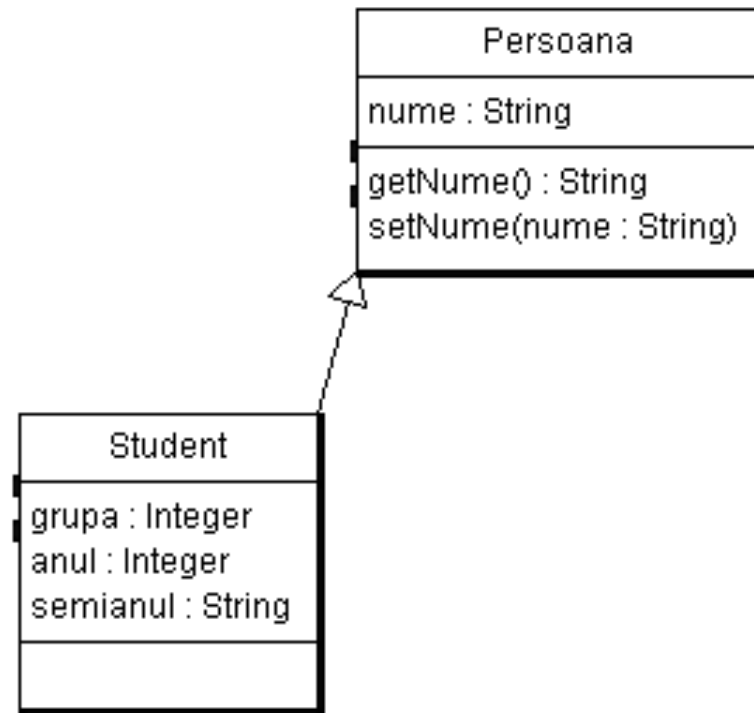 Persoana
nume : String
getNume() : String
setNume(nume : String)
Student
grupa : Integer
anul : Integer
semianul : String